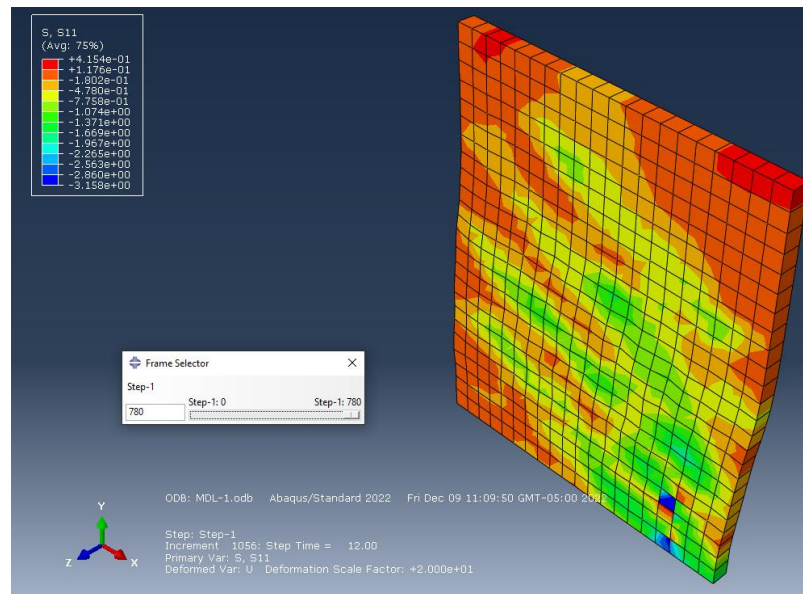 S, S11
(Avg: 75%)
+4.154e-01
+1.176e-01
-1.802e-01
-4.780e-01
-7.758e-01
-1.074e+00
-1.371e+00
-1.669e+00
-1.967e+00
-2.265e+00
-2.563e+00
-2.860e+00
-3.158e+00
Frame Selector
Step-1
Step-1: 0 Step-1: 780
780
Y
Z X
ODB: MDL-1.odb Abaqus/Standard 2022 Fri Dec 09 11:09:50 GMT-05:00 2022
Step: Step-1
Increment 1056: Step Time = 12.00
Primary Var: S, S11
Deformed Var: U Deformation Scale Factor: +2.000e+01